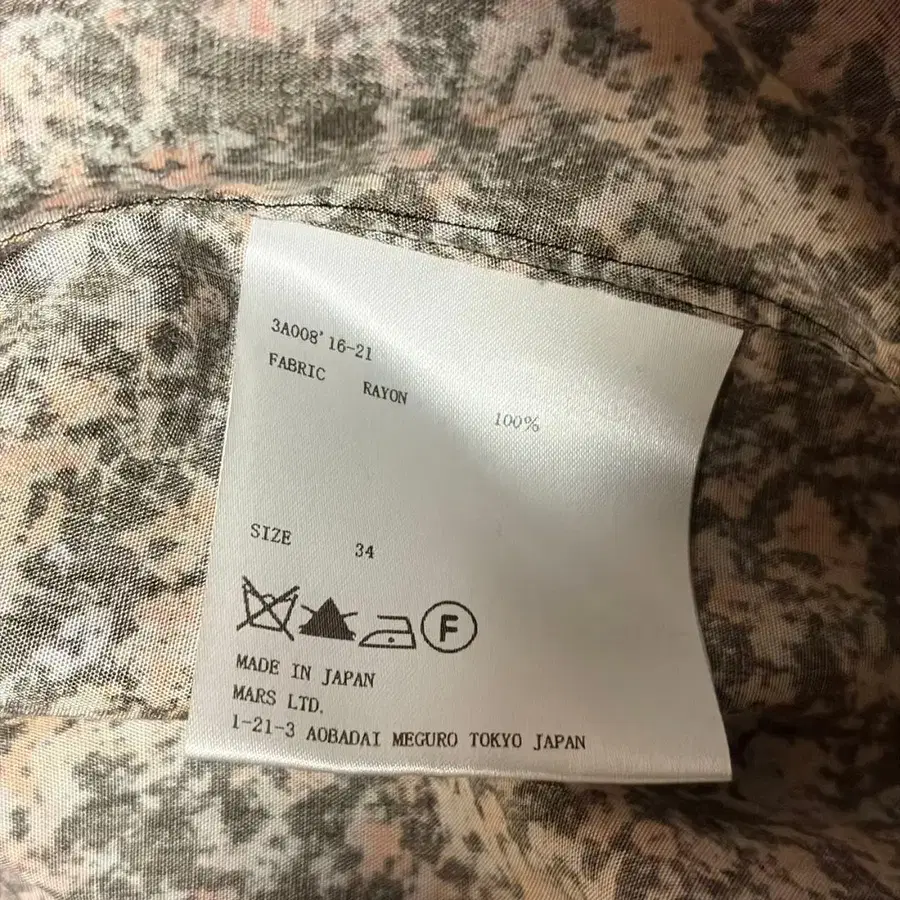 3A008'16-21
FABRIC RAYON 100%
SIZE 34
F
MADE IN JAPAN
MARS LTD.
1-21-3 AOBADAI MEGURO TOKYO JAPAN